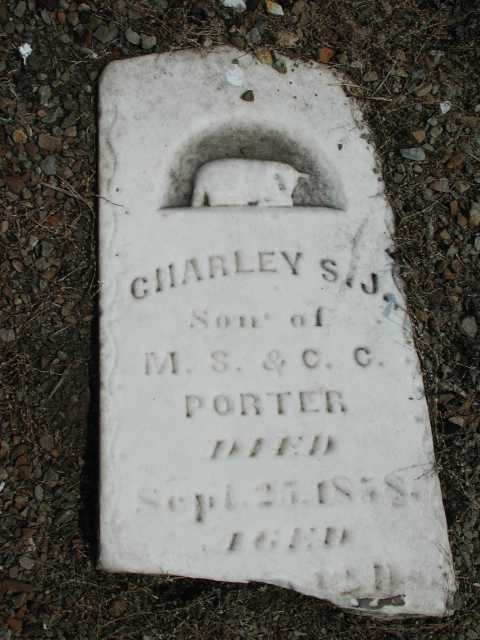 CHARLEY S. J.
Son of
M. S. & C. C.
PORTER
DIED
Sept. 25, 1858.
AGED